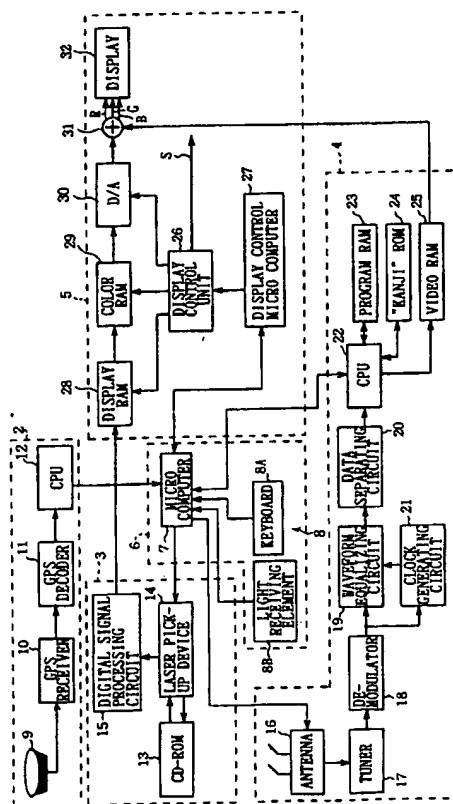 2
9
10
GPS
RECEIVER
11
GPS
DECODER
12
CPU
3
15
DIGITAL SIGNAL
PROCESSING
CIRCUIT
14
LASER PICK-
UP DEVICE
13
CD-ROM
6
7
MICRO
COMPUTER
8
8A
KEYBOARD
8B
LIGHT
RECEIVING
ELEMENT
5
28
DISPLAY RAM
29
COLOR RAM
30
D/A
31
R
G
B
32
DISPLAY
26
DISPLAY
CONTROL
UNIT
S
27
DISPLAY CONTROL
MICRO COMPUTER
4
16
ANTENNA
17
TUNER
18
DE-
MODULATOR
19
WAVEFORM
EQUALIZING
CIRCUIT
21
CLOCK
GENERATING
CIRCUIT
20
DATA
SEPARATING
CIRCUIT
22
CPU
23
PROGRAM RAM
24
"KANJI" ROM
25
VIDEO RAM